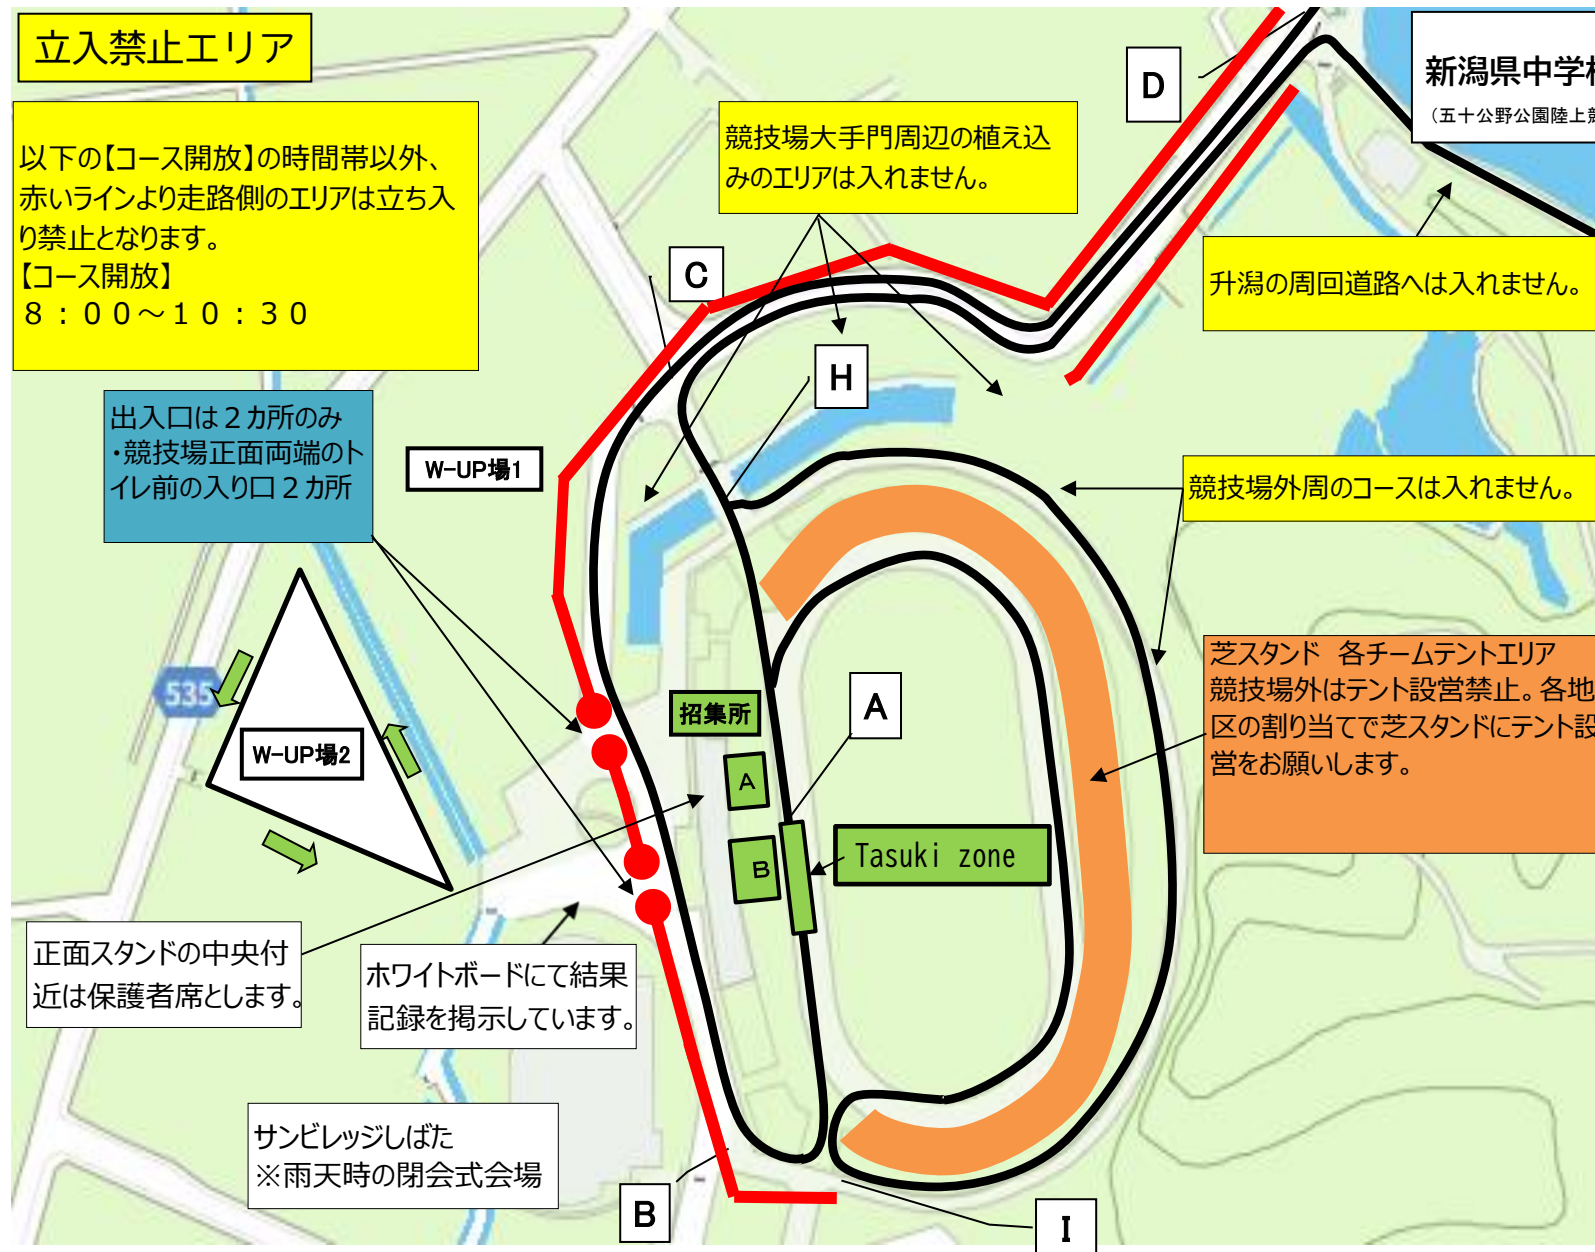 立入禁止エリア
以下の【コース開放】の時間帯以外、
赤いラインより走路側のエリアは立ち入
り禁止となります。
【コース開放】
8:00～10:30
競技場大手門周辺の植え込
みのエリアは入れません。
D
新潟県中学校
（五十公野公園陸上競
升潟の周回道路へは入れません。
C
H
出入口は2カ所のみ
・競技場正面両端のト
イレ前の入り口2カ所
W-UP場1
競技場外周のコースは入れません。
芝スタンド 各チームテントエリア
競技場外はテント設営禁止。各地
区の割り当てで芝スタンドにテント設
営をお願いします。
535
W-UP場2
招集所
A
A
B
Tasuki zone
正面スタンドの中央付
近は保護者席とします。
ホワイトボードにて結果
記録を掲示しています。
サンビレッジしばた
※雨天時の閉会式会場
B
I